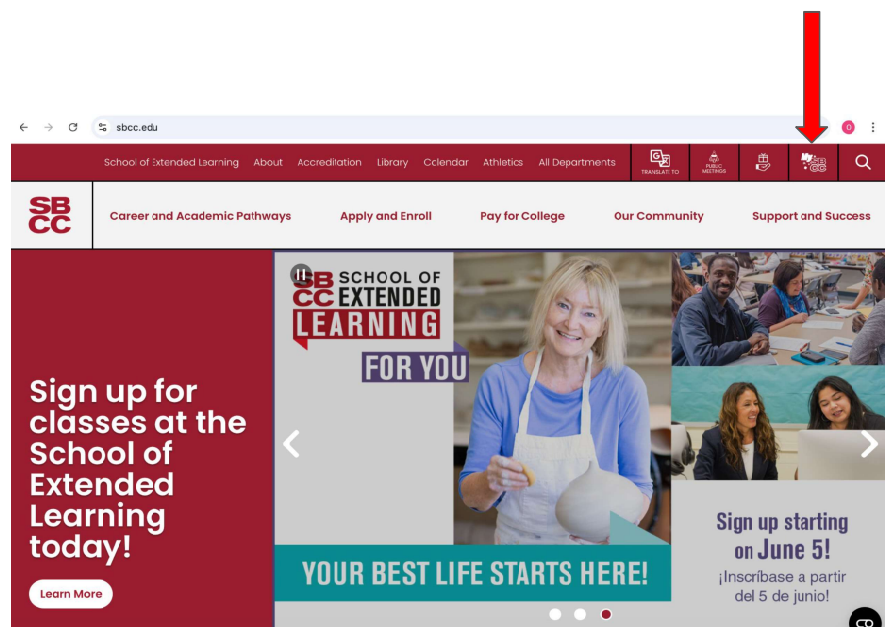 sbcc.edu
O
School of Extended Learning About Accreditation Library Calendar Athletics All Departments
TRANSLATE TO
PUBLIC MEETINGS
SB
CC
SB
CC
Career and Academic Pathways Apply and Enroll Pay for College Our Community Support and Success
SB SCHOOL OF
CC EXTENDED
LEARNING
FOR YOU
Sign up for
classes at the
School of
Extended
Learning
today!
Learn More
YOUR BEST LIFE STARTS HERE!
Sign up starting
on June 5!
¡Inscríbase a partir
del 5 de junio!